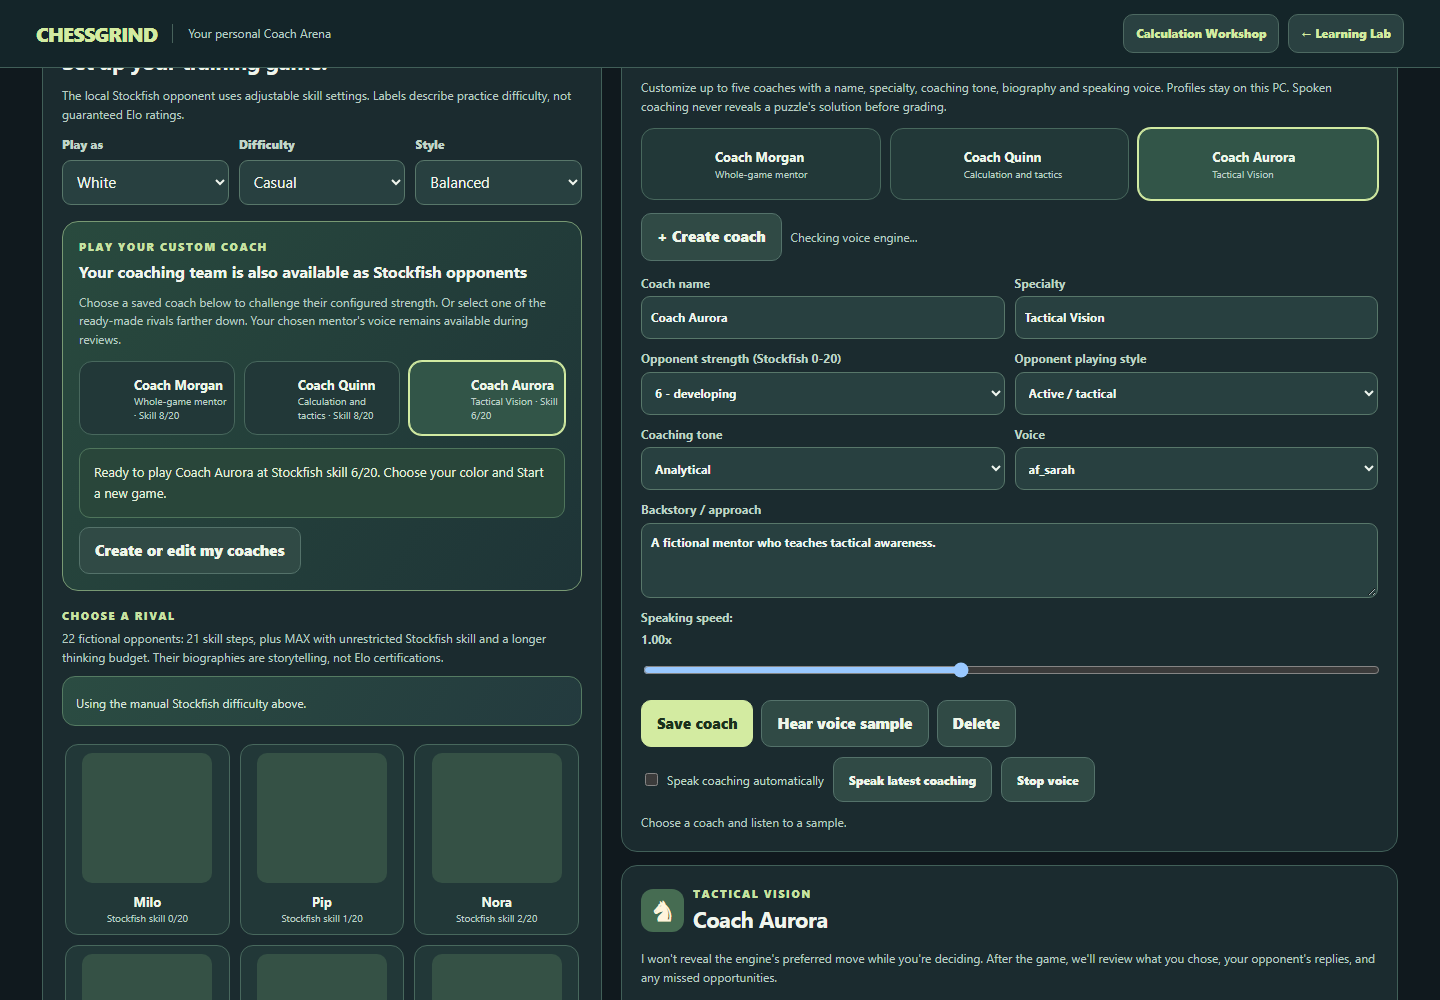 CHESSGRIND
Your personal Coach Arena
Calculation Workshop
← Learning Lab
Set up your training game.
The local Stockfish opponent uses adjustable skill settings. Labels describe practice difficulty, not
guaranteed Elo ratings.
Play as
Difficulty
Style
White
Casual
Balanced
PLAY YOUR CUSTOM COACH
Your coaching team is also available as Stockfish opponents
Choose a saved coach below to challenge their configured strength. Or select one of the
ready-made rivals farther down. Your chosen mentor's voice remains available during
reviews.
Coach Morgan
Whole-game mentor
· Skill 8/20
Coach Quinn
Calculation and
tactics · Skill 8/20
Coach Aurora
Tactical Vision · Skill
6/20
Ready to play Coach Aurora at Stockfish skill 6/20. Choose your color and Start
a new game.
Create or edit my coaches
CHOOSE A RIVAL
22 fictional opponents: 21 skill steps, plus MAX with unrestricted Stockfish skill and a longer
thinking budget. Their biographies are storytelling, not Elo certifications.
Using the manual Stockfish difficulty above.
Milo
Stockfish skill 0/20
Pip
Stockfish skill 1/20
Nora
Stockfish skill 2/20
Customize up to five coaches with a name, specialty, coaching tone, biography and speaking voice. Profiles stay on this PC. Spoken
coaching never reveals a puzzle's solution before grading.
Coach Morgan
Whole-game mentor
Coach Quinn
Calculation and tactics
Coach Aurora
Tactical Vision
+ Create coach
Checking voice engine...
Coach name
Specialty
Coach Aurora
Tactical Vision
Opponent strength (Stockfish 0-20)
Opponent playing style
6 - developing
Active / tactical
Coaching tone
Voice
Analytical
af_sarah
Backstory / approach
A fictional mentor who teaches tactical awareness.
Speaking speed:
1.00x
Save coach
Hear voice sample
Delete
Speak coaching automatically
Speak latest coaching
Stop voice
Choose a coach and listen to a sample.
TACTICAL VISION
Coach Aurora
I won't reveal the engine's preferred move while you're deciding. After the game, we'll review what you chose, your opponent's replies, and
any missed opportunities.